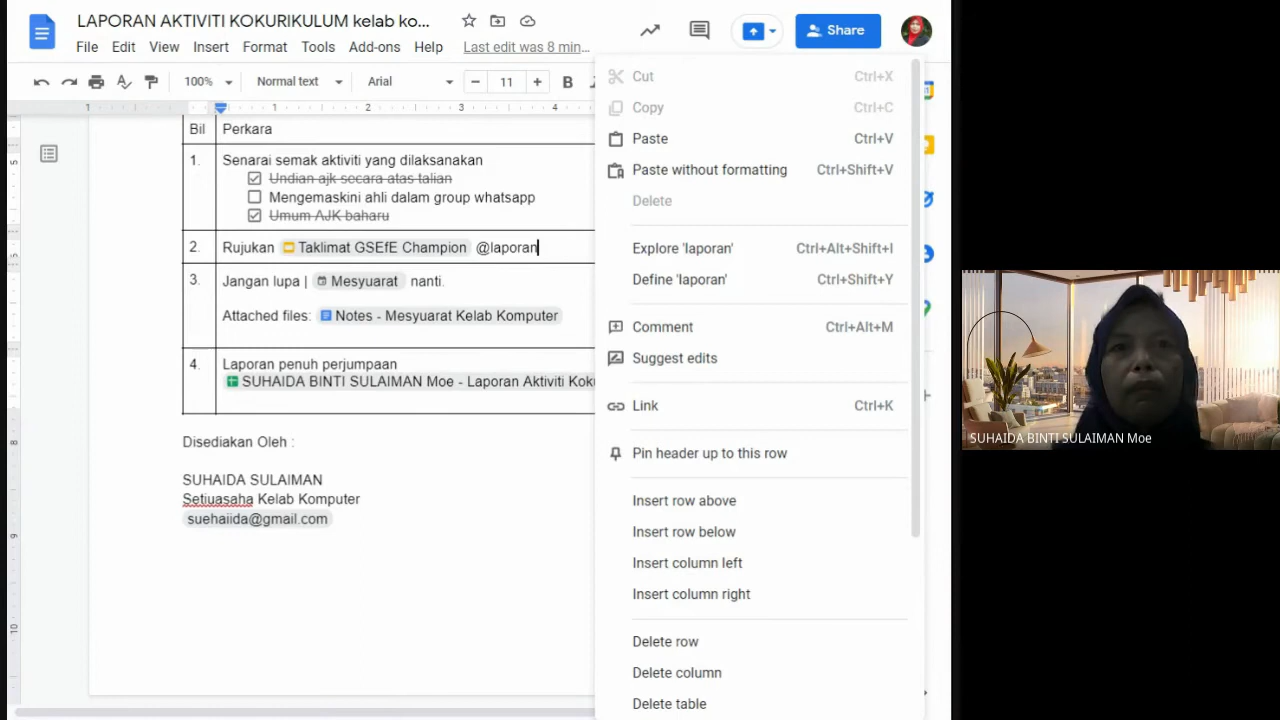 LAPORAN AKTIVITI KOKURIKULUM kelab ko...
File Edit View Insert Format Tools Add-ons Help Last edit was 8 min...
Share
100% Normal text Arial 11 B
1 1 2 3 4
Bil Perkara
1. Senarai semak aktiviti yang dilaksanakan
Undian ajk secara atas talian
Mengemaskini ahli dalam group whatsapp
Umum AJK baharu
2. Rujukan Taklimat GSEfE Champion @laporan
3. Jangan lupa | Mesyuarat nanti.
Attached files: Notes - Mesyuarat Kelab Komputer
4. Laporan penuh perjumpaan
SUHAIDA BINTI SULAIMAN Moe - Laporan Aktiviti Koku
Disediakan Oleh :
SUHAIDA SULAIMAN
Setiuasaha Kelab Komputer
suehaiida@gmail.com
Cut Ctrl+X
Copy Ctrl+C
Paste Ctrl+V
Paste without formatting Ctrl+Shift+V
Delete
Explore 'laporan' Ctrl+Alt+Shift+I
Define 'laporan' Ctrl+Shift+Y
Comment Ctrl+Alt+M
Suggest edits
Link Ctrl+K
Pin header up to this row
Insert row above
Insert row below
Insert column left
Insert column right
Delete row
Delete column
Delete table
SUHAIDA BINTI SULAIMAN Moe